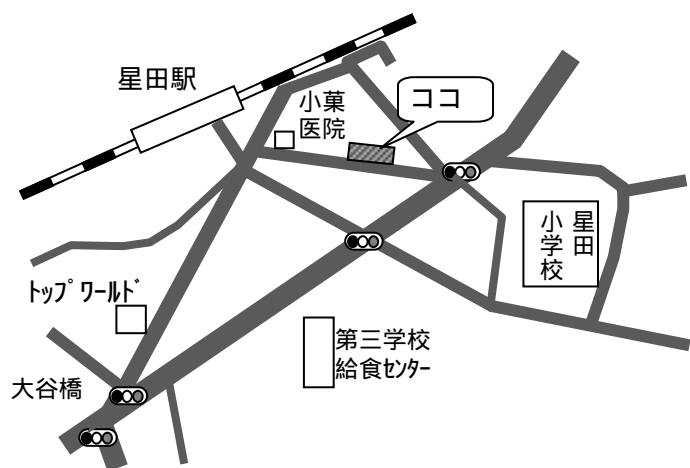 星田駅
小菓
医院
ココ
星田
小学校
トップワールド
第三学校
給食センター
大谷橋